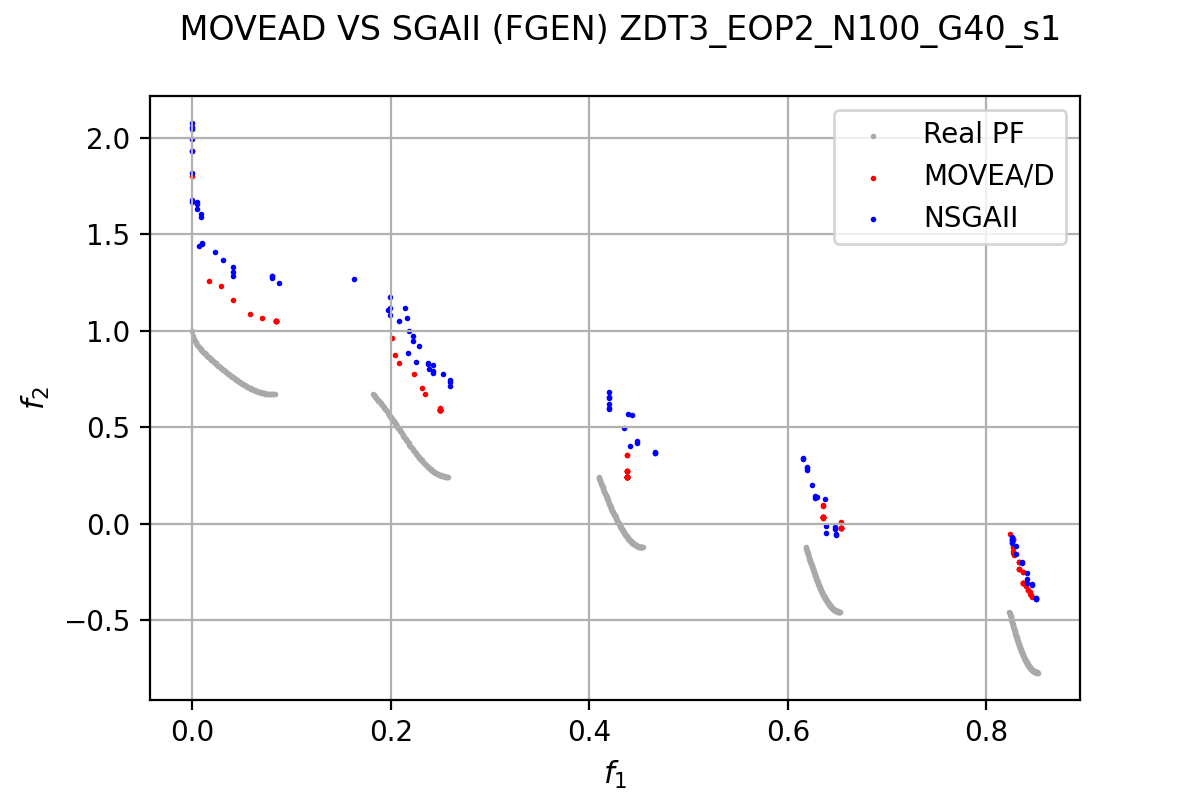 MOVEAD VS SGAII (FGEN) ZDT3_EOP2_N100_G40_s1
Real PF
MOVEA/D
NSGAII
2.0
1.5
1.0
0.5
0.0
−0.5
f2
0.0 0.2 0.4 0.6 0.8
f1